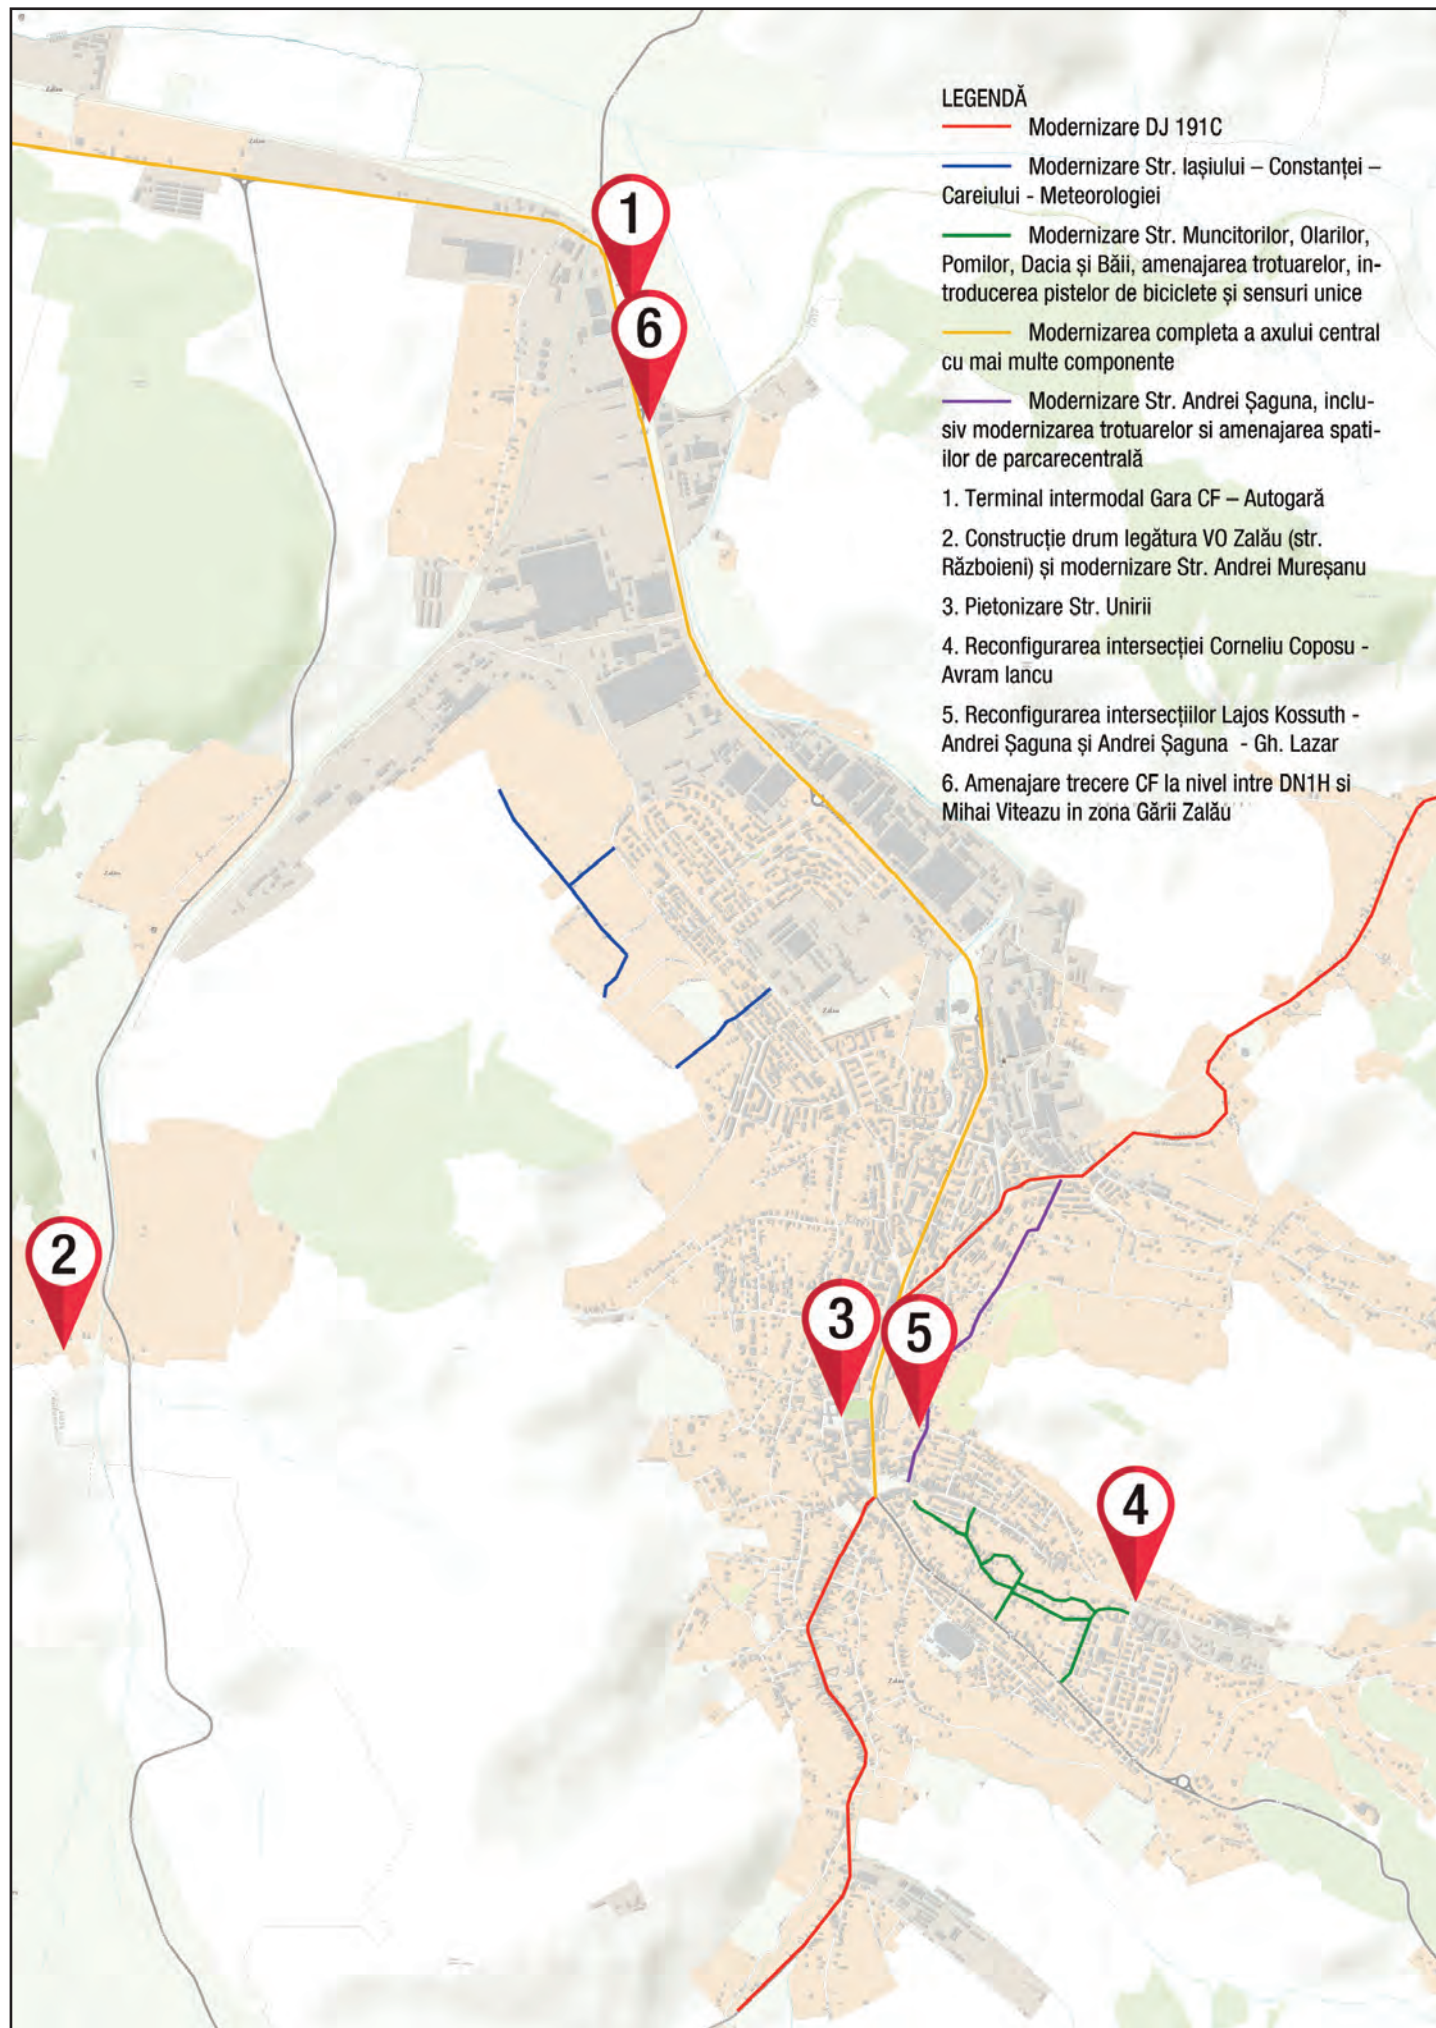 LEGENDĂ
Modernizare DJ 191C
Modernizare Str. Iașiului – Constanței –
Careiului - Meteorologiei
Modernizare Str. Muncitorilor, Olarilor,
Pomilor, Dacia și Băii, amenajarea trotuarelor, in-
troducerea pistelor de biciclete și sensuri unice
Modernizarea completa a axului central
cu mai multe componente
Modernizare Str. Andrei Șaguna, inclu-
siv modernizarea trotuarelor si amenajarea spati-
ilor de parcarecentrală
1. Terminal intermodal Gara CF – Autogară
2. Construcție drum legătura VO Zalău (str.
Războieni) și modernizare Str. Andrei Mureșanu
3. Pietonizare Str. Unirii
4. Reconfigurarea intersecției Corneliu Coposu -
Avram Iancu
5. Reconfigurarea intersecțiilor Lajos Kossuth -
Andrei Șaguna și Andrei Șaguna - Gh. Lazar
6. Amenajare trecere CF la nivel intre DN1H si
Mihai Viteazu in zona Gării Zalău
1
6
2
3
5
4
Zalău
Zalău
Zalău
Zalău
Zalău